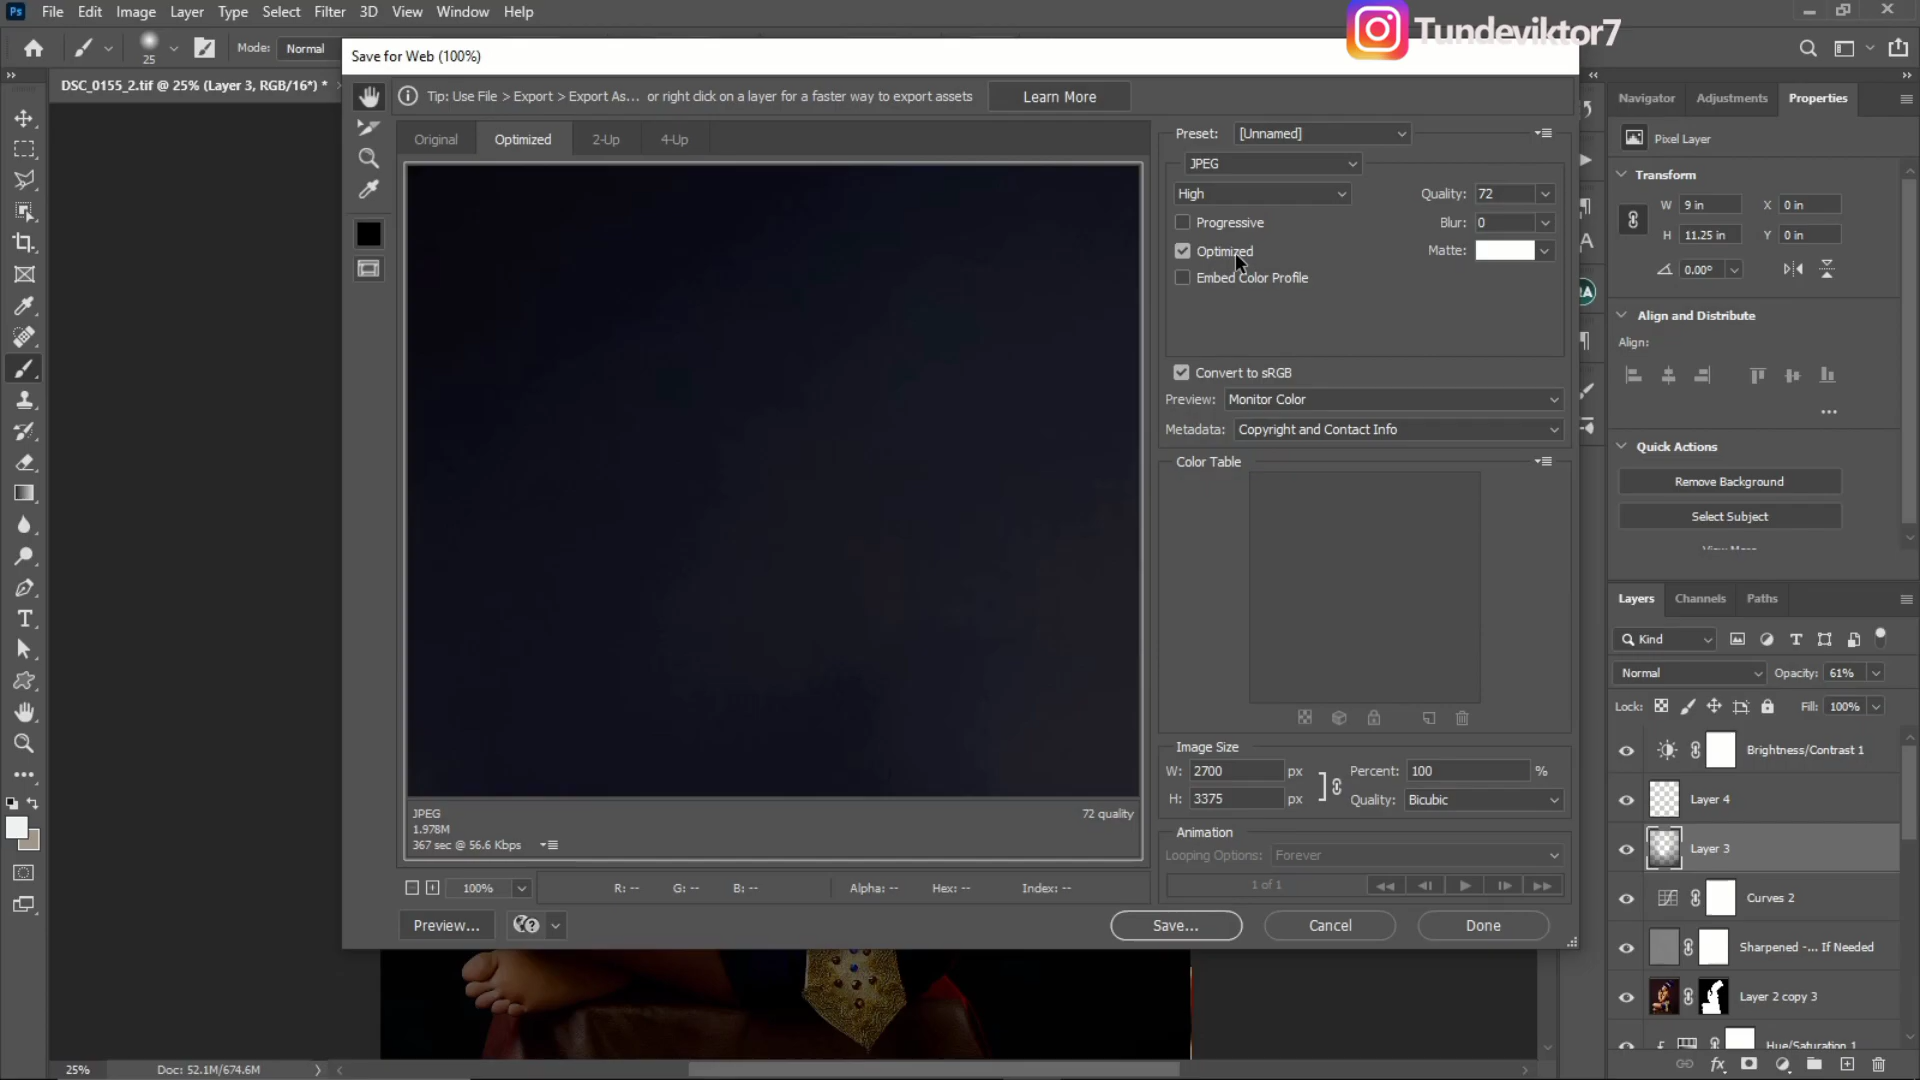 Ps File Edit Image Layer Type Select Filter 3D View Window Help
Tundeviktor7
25 Mode: Normal
Save for Web (100%)
DSC_0155_2.tif @ 25% (Layer 3, RGB/16*) *
Tip: Use File > Export > Export As... or right click on a layer for a faster way to export assets
Learn More
Original Optimized 2-Up 4-Up
Preset: [Unnamed]
JPEG
High Quality: 72
Progressive Blur: 0
Optimized Matte:
Embed Color Profile
Convert to sRGB
Preview: Monitor Color
Metadata: Copyright and Contact Info
Color Table
Image Size
W: 2700 px Percent: 100 %
H: 3375 px Quality: Bicubic
Animation
Looping Options: Forever
1 of 1
JPEG 72 quality
1.978M
367 sec @ 56.6 Kbps
100% R: -- G: -- B: -- Alpha: -- Hex: -- Index: --
Preview... Save... Cancel Done
Navigator Adjustments Properties
Pixel Layer
Transform
W 9 in X 0 in
H 11.25 in Y 0 in
0.00°
Align and Distribute
Align:
Quick Actions
Remove Background
Select Subject
View More
Layers Channels Paths
Kind
Normal Opacity: 61%
Lock: Fill: 100%
Brightness/Contrast 1
Layer 4
Layer 3
Curves 2
Sharpened -... If Needed
Layer 2 copy 3
Hue/Saturation 1
25% Doc: 52.1M/674.6M